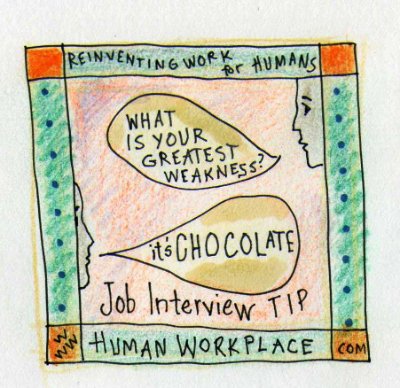 REINVENTING WORK for HUMANS
WHAT
IS YOUR
GREATEST
WEAKNESS?
it's CHOCOLATE
Job Interview TIP
WWW HUMAN WORKPLACE COM